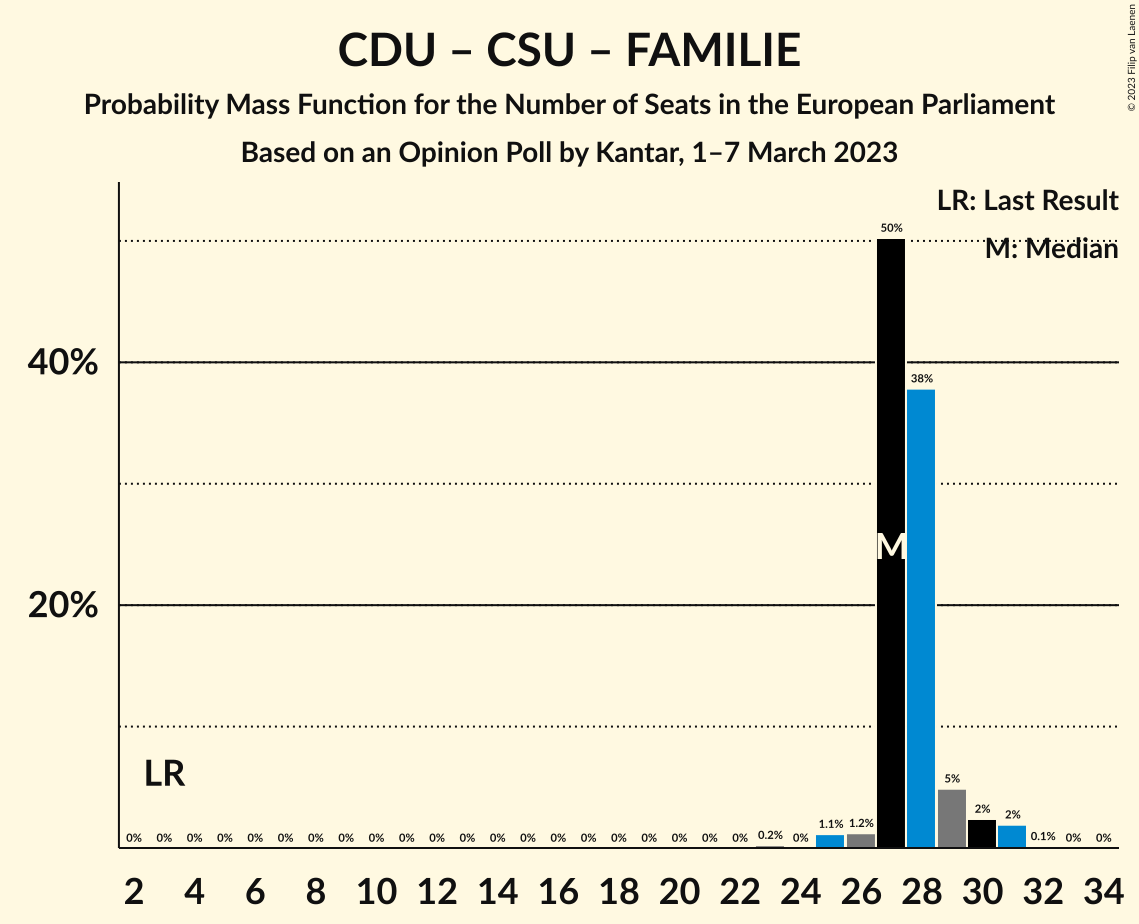 CDU – CSU – FAMILIE
Probability Mass Function for the Number of Seats in the European Parliament
Based on an Opinion Poll by Kantar, 1–7 March 2023
© 2023 Filip van Laenen
LR: Last Result
M: Median
50%
40%
38%
M
20%
LR
0% 0% 0% 0% 0% 0% 0% 0% 0% 0% 0% 0% 0% 0% 0% 0% 0% 0% 0% 0% 0% 0.2% 0% 1.1% 1.2% 5% 2% 2% 0.1% 0% 0%
2 4 6 8 10 12 14 16 18 20 22 24 26 28 30 32 34